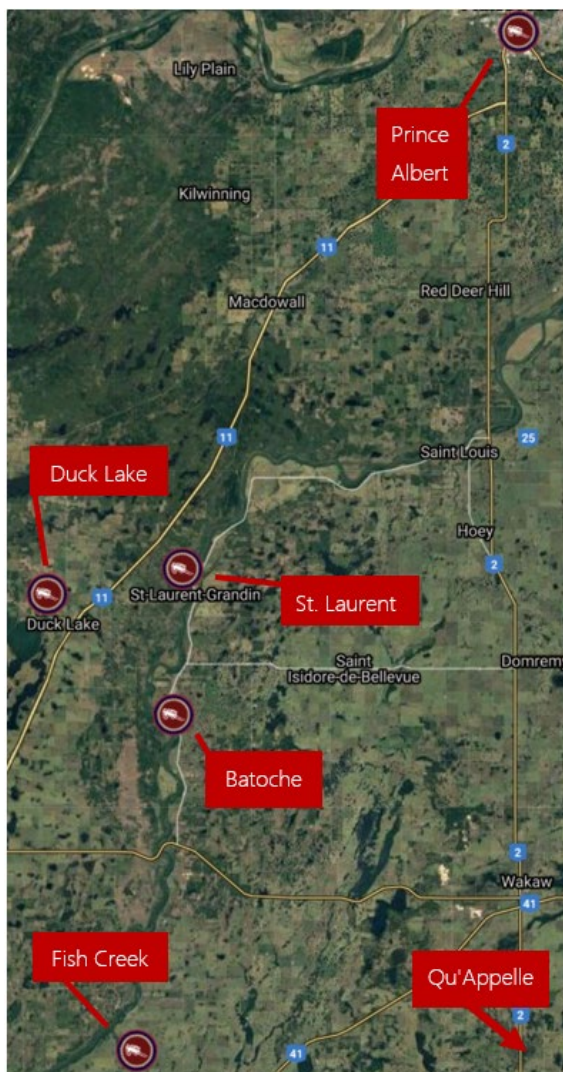 Lily Plain
Prince
Albert
2
Kilwinning
11
Macdowall
Red Deer Hill
11
Saint Louis
25
Duck Lake
Hoey
2
St-Laurent-Grandin
11
Duck Lake
St. Laurent
Saint
Isidore-de-Bellevue
Domremy
Batoche
2
Wakaw
41
Fish Creek
Qu'Appelle
2
41